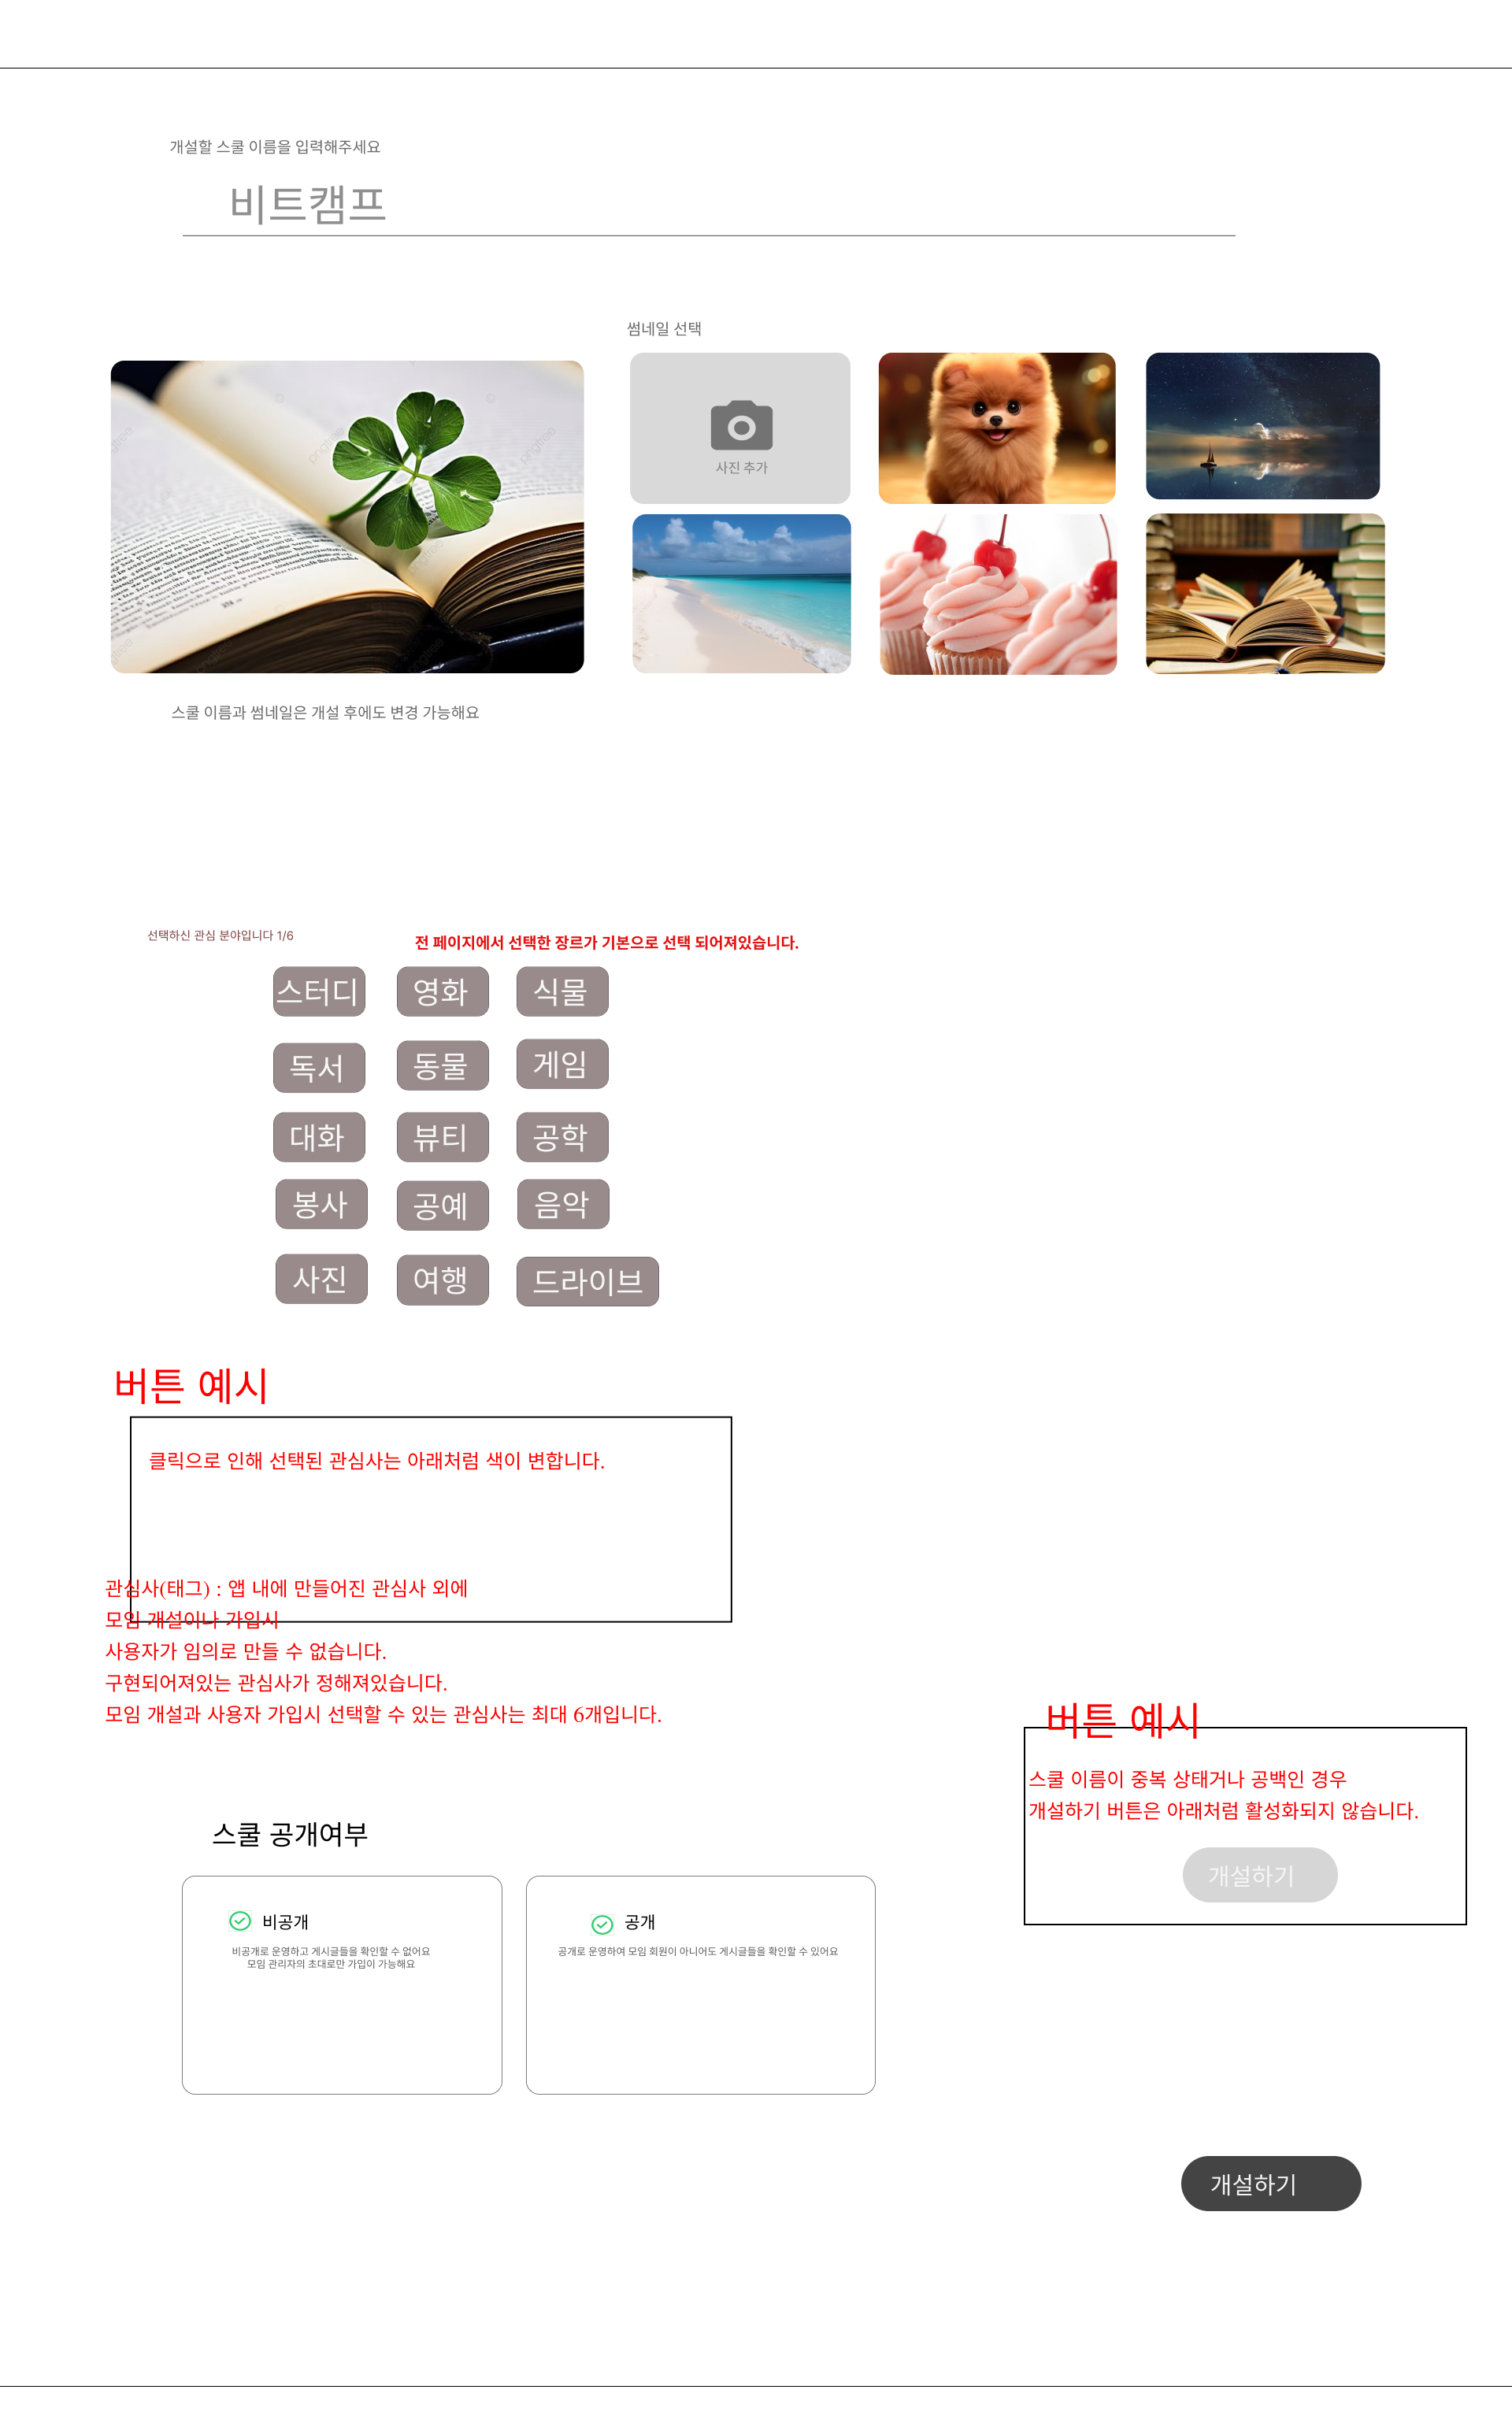 개설할 스쿨 이름을 입력해주세요
비트캠프
썸네일 선택
사진 추가
pngtree
스쿨 이름과 썸네일은 개설 후에도 변경 가능해요
선택하신 관심 분야입니다 1/6
전 페이지에서 선택한 장르가 기본으로 선택 되어져있습니다.
스터디 영화 식물
독서 동물 게임
대화 뷰티 공학
봉사 공예 음악
사진 여행 드라이브
버튼 예시
클릭으로 인해 선택된 관심사는 아래처럼 색이 변합니다.
관심사(태그) : 앱 내에 만들어진 관심사 외에
모임 개설이나 가입시
사용자가 임의로 만들 수 없습니다.
구현되어져있는 관심사가 정해져있습니다.
모임 개설과 사용자 가입시 선택할 수 있는 관심사는 최대 6개입니다.
버튼 예시
스쿨 이름이 중복 상태거나 공백인 경우
개설하기 버튼은 아래처럼 활성화되지 않습니다.
개설하기
스쿨 공개여부
비공개
비공개로 운영하고 게시글들을 확인할 수 없어요
모임 관리자의 초대로만 가입이 가능해요
공개
공개로 운영하여 모임 회원이 아니어도 게시글들을 확인할 수 있어요
개설하기